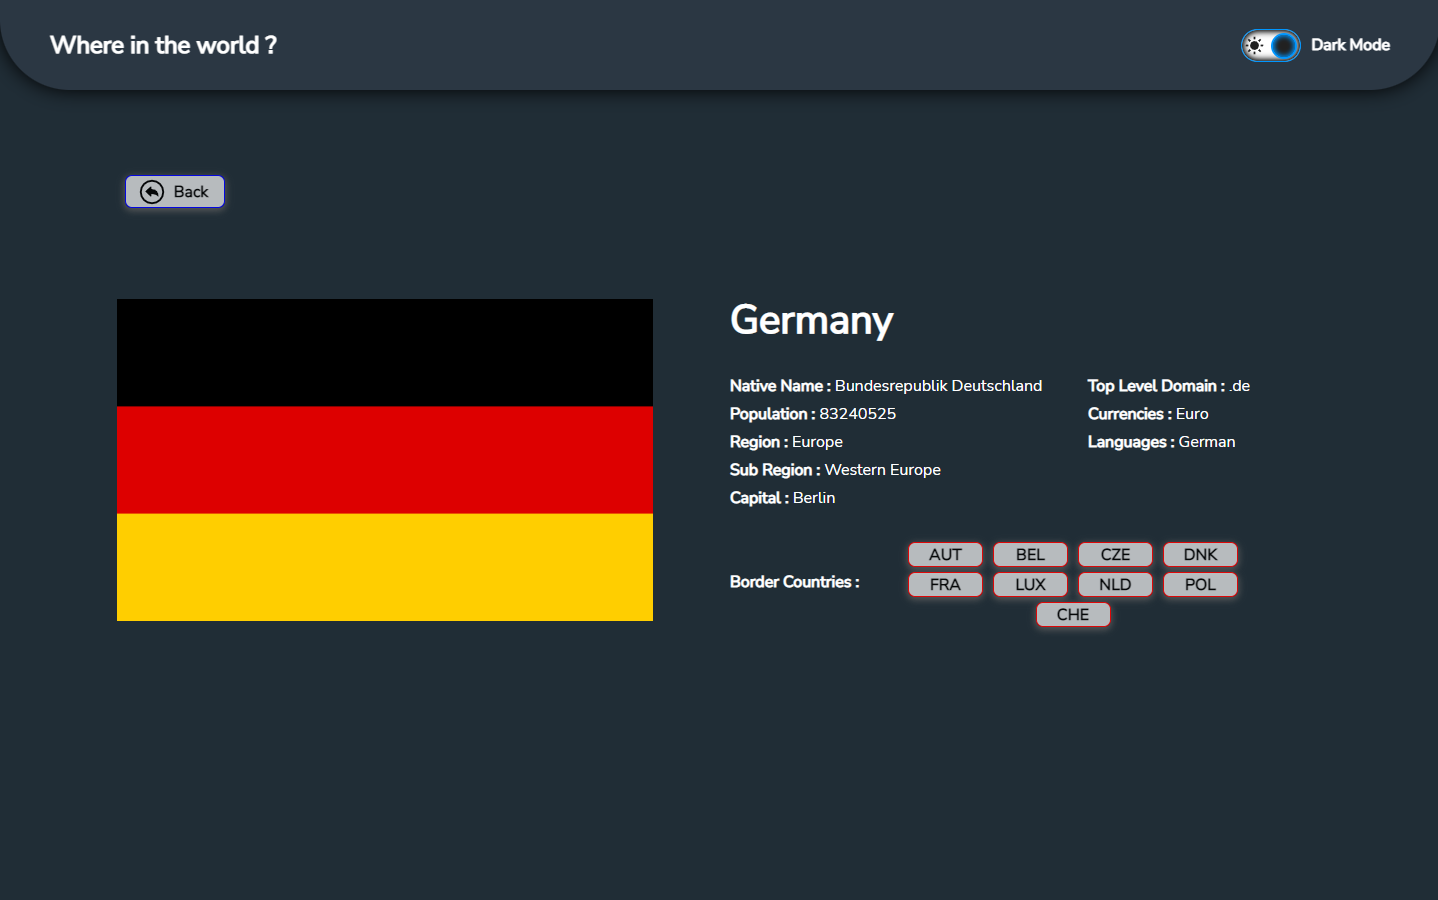 Where in the world ?
Dark Mode
Back
Germany
Native Name : Bundesrepublik Deutschland
Population : 83240525
Region : Europe
Sub Region : Western Europe
Capital : Berlin
Top Level Domain : .de
Currencies : Euro
Languages : German
Border Countries :
AUT BEL CZE DNK
FRA LUX NLD POL
CHE